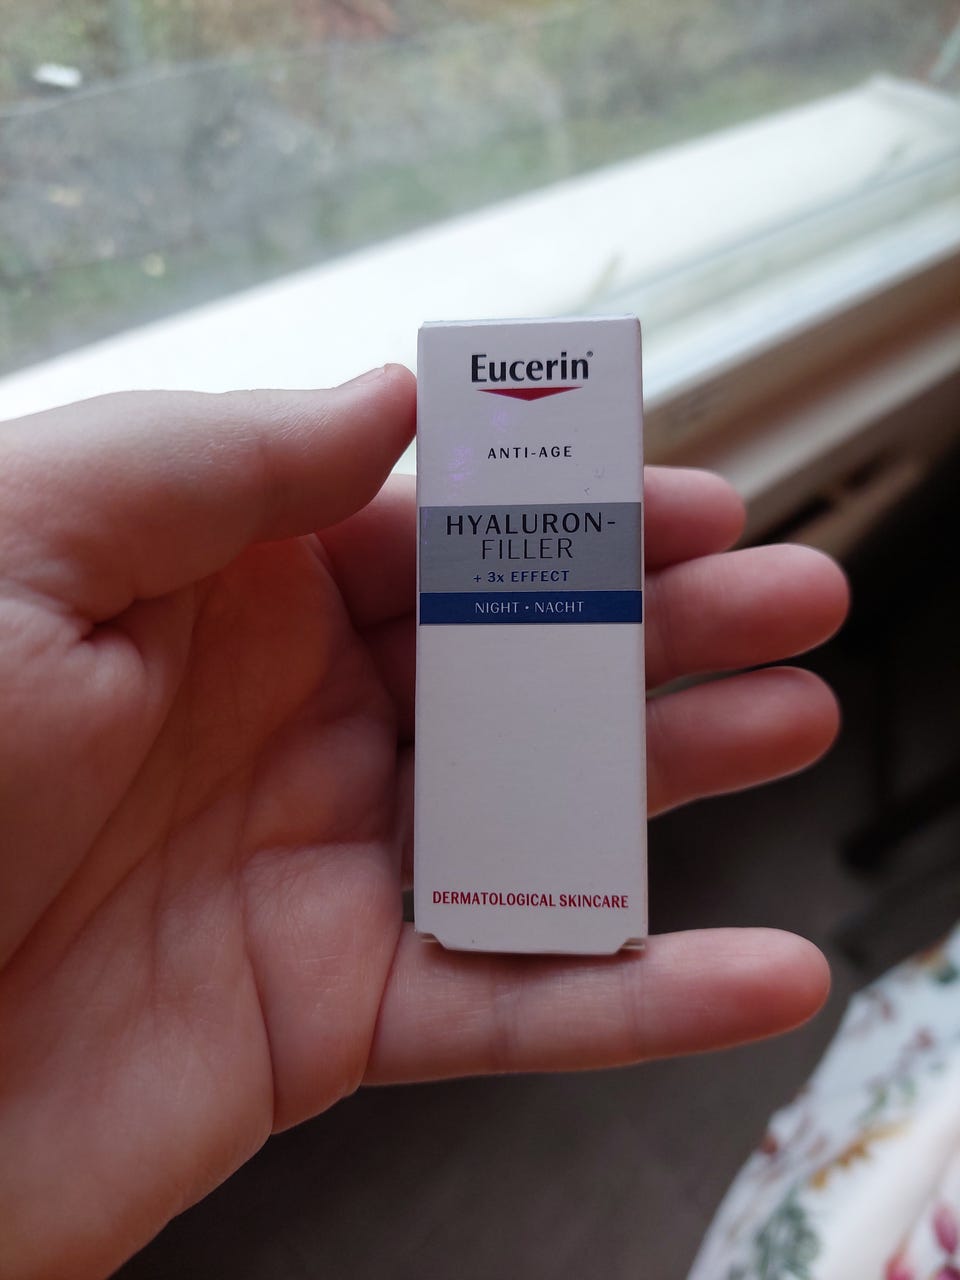 Eucerin®
ANTI-AGE
HYALURON-
FILLER
+ 3x EFFECT
NIGHT • NACHT
DERMATOLOGICAL SKINCARE